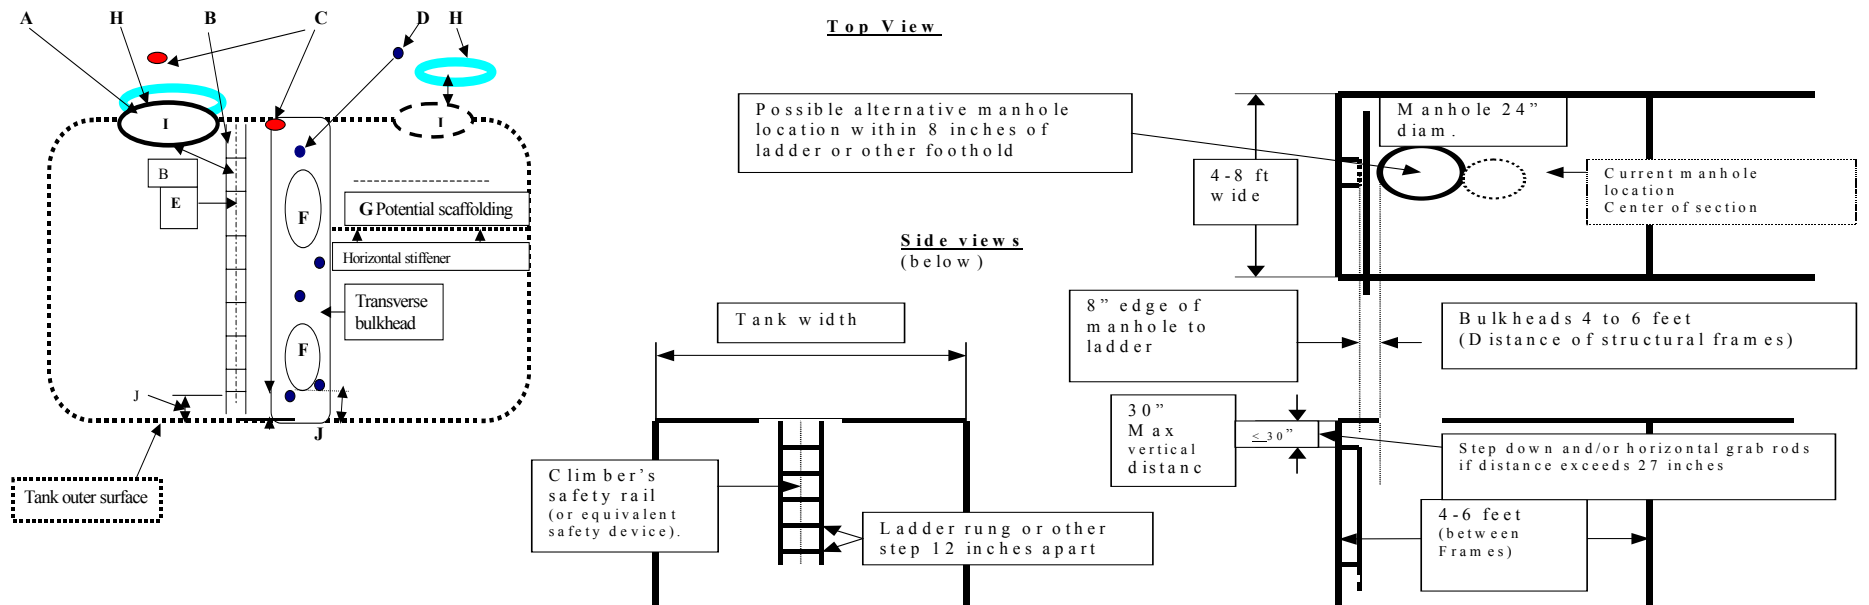 A H B C D H
I
I
B
E
F
G Potential scaffolding
Horizontal stiffener
Transverse
bulkhead
F
J
J
Tank outer surface
Top View
Possible alternative manhole
location within 8 inches of
ladder or other foothold
Manhole 24”
diam.
4-8 ft
wide
Current manhole
location
Center of section
Side views
(below)
Tank width
8” edge of
manhole to
ladder
Bulkheads 4 to 6 feet
(Distance of structural frames)
30”
Max
vertical
distanc
< 30”
Step down and/or horizontal grab rods
if distance exceeds 27 inches
Climber’s
safety rail
(or equivalent
safety device).
Ladder rung or other
step 12 inches apart
4-6 feet
(between
Frames)